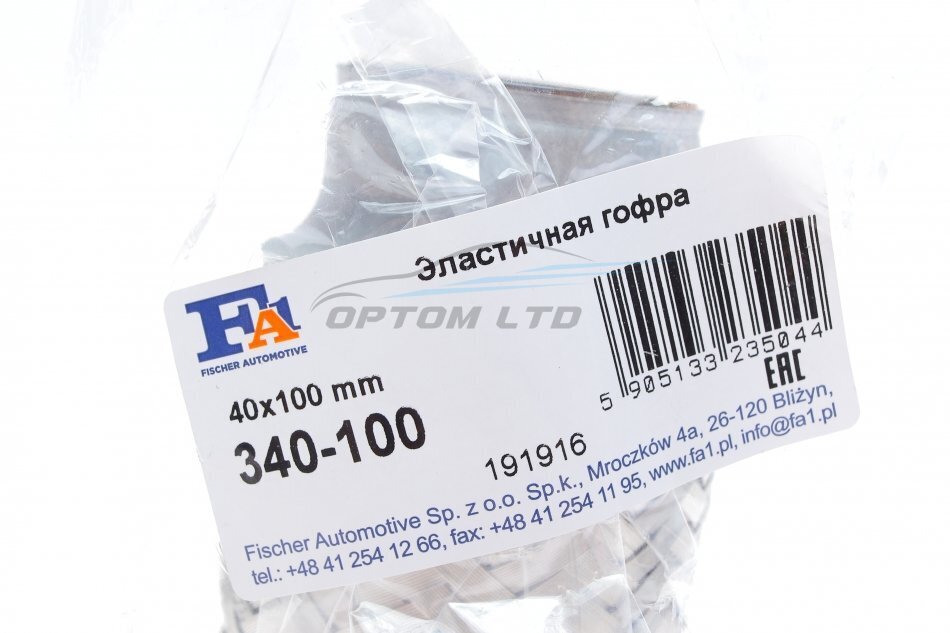 Эластичная гофра
FA1
FISCHER AUTOMOTIVE
OPTOM LTD
5 905133 235044
EAC
40x100 mm
340-100
191916
Fischer Automotive Sp. z o.o. Sp.k., Mroczków 4a, 26-120 Bliżyn,
tel.: +48 41 254 12 66, fax: +48 41 254 11 95, www.fa1.pl, info@fa1.pl